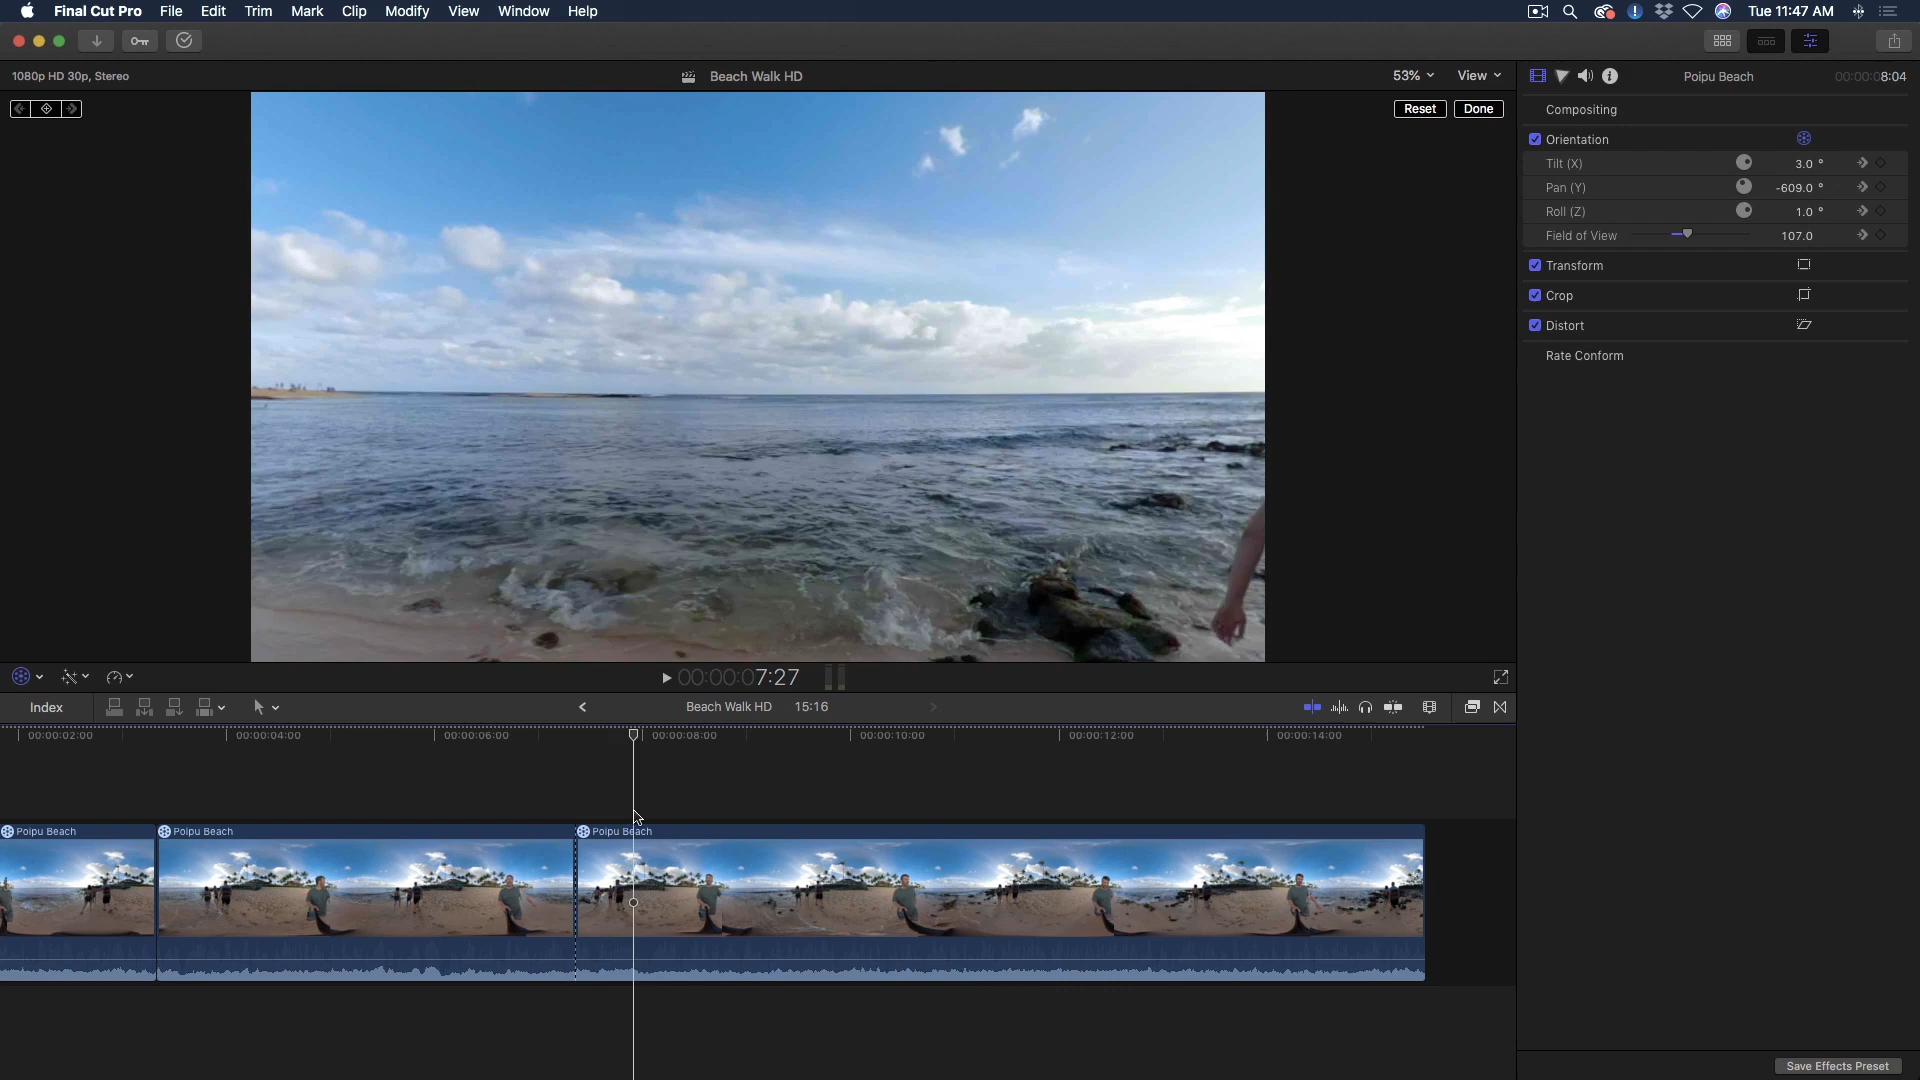 Final Cut Pro File Edit Trim Mark Clip Modify View Window Help Tue 11:47 AM
1080p HD 30p, Stereo Beach Walk HD 53% View Poipu Beach 00:00:08:04
Reset Done
Compositing
Orientation
Tilt (X) 3.0 °
Pan (Y) -609.0 °
Roll (Z) 1.0 °
Field of View 107.0
Transform
Crop
Distort
Rate Conform
00:00:07:27
Index Beach Walk HD 15:16
00:00:02:00 00:00:04:00 00:00:06:00 00:00:08:00 00:00:10:00 00:00:12:00 00:00:14:00
Poipu Beach Poipu Beach Poipu Beach
Save Effects Preset